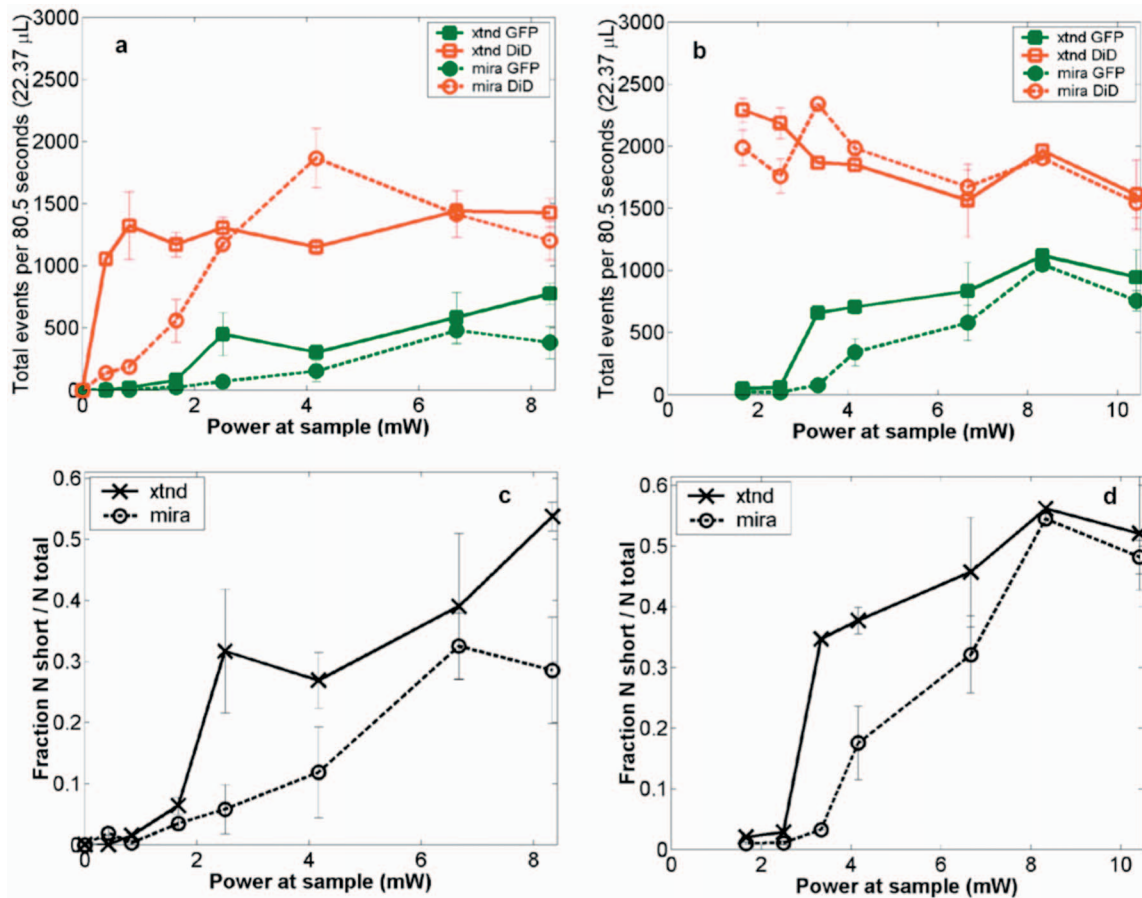 a
xtnd GFP
xtnd DiD
mira GFP
mira DiD
Total events per 80.5 seconds (22.37 µL)
3000
2500
2000
1500
1000
500
0
0 2 4 6 8
Power at sample (mW)
b
xtnd GFP
xtnd DiD
mira GFP
mira DiD
Total events per 80.5 seconds (22.37 µL)
3000
2500
2000
1500
1000
500
0
0 2 4 6 8 10
Power at sample (mW)
xtnd
mira
c
Fraction N short / N total
0.6
0.5
0.4
0.3
0.2
0.1
0
0 2 4 6 8
Power at sample (mW)
xtnd
mira
d
Fraction N short / N total
0.6
0.5
0.4
0.3
0.2
0.1
0
0 2 4 6 8 10
Power at sample (mW)